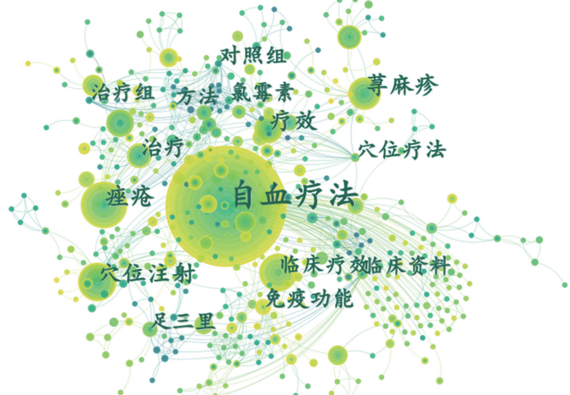 对照组
荨麻疹
治疗组
方法
氯霉素
疗效
治疗
穴位疗法
痤疮
自血疗法
穴位注射
临床疗效
临床资料
免疫功能
足三里